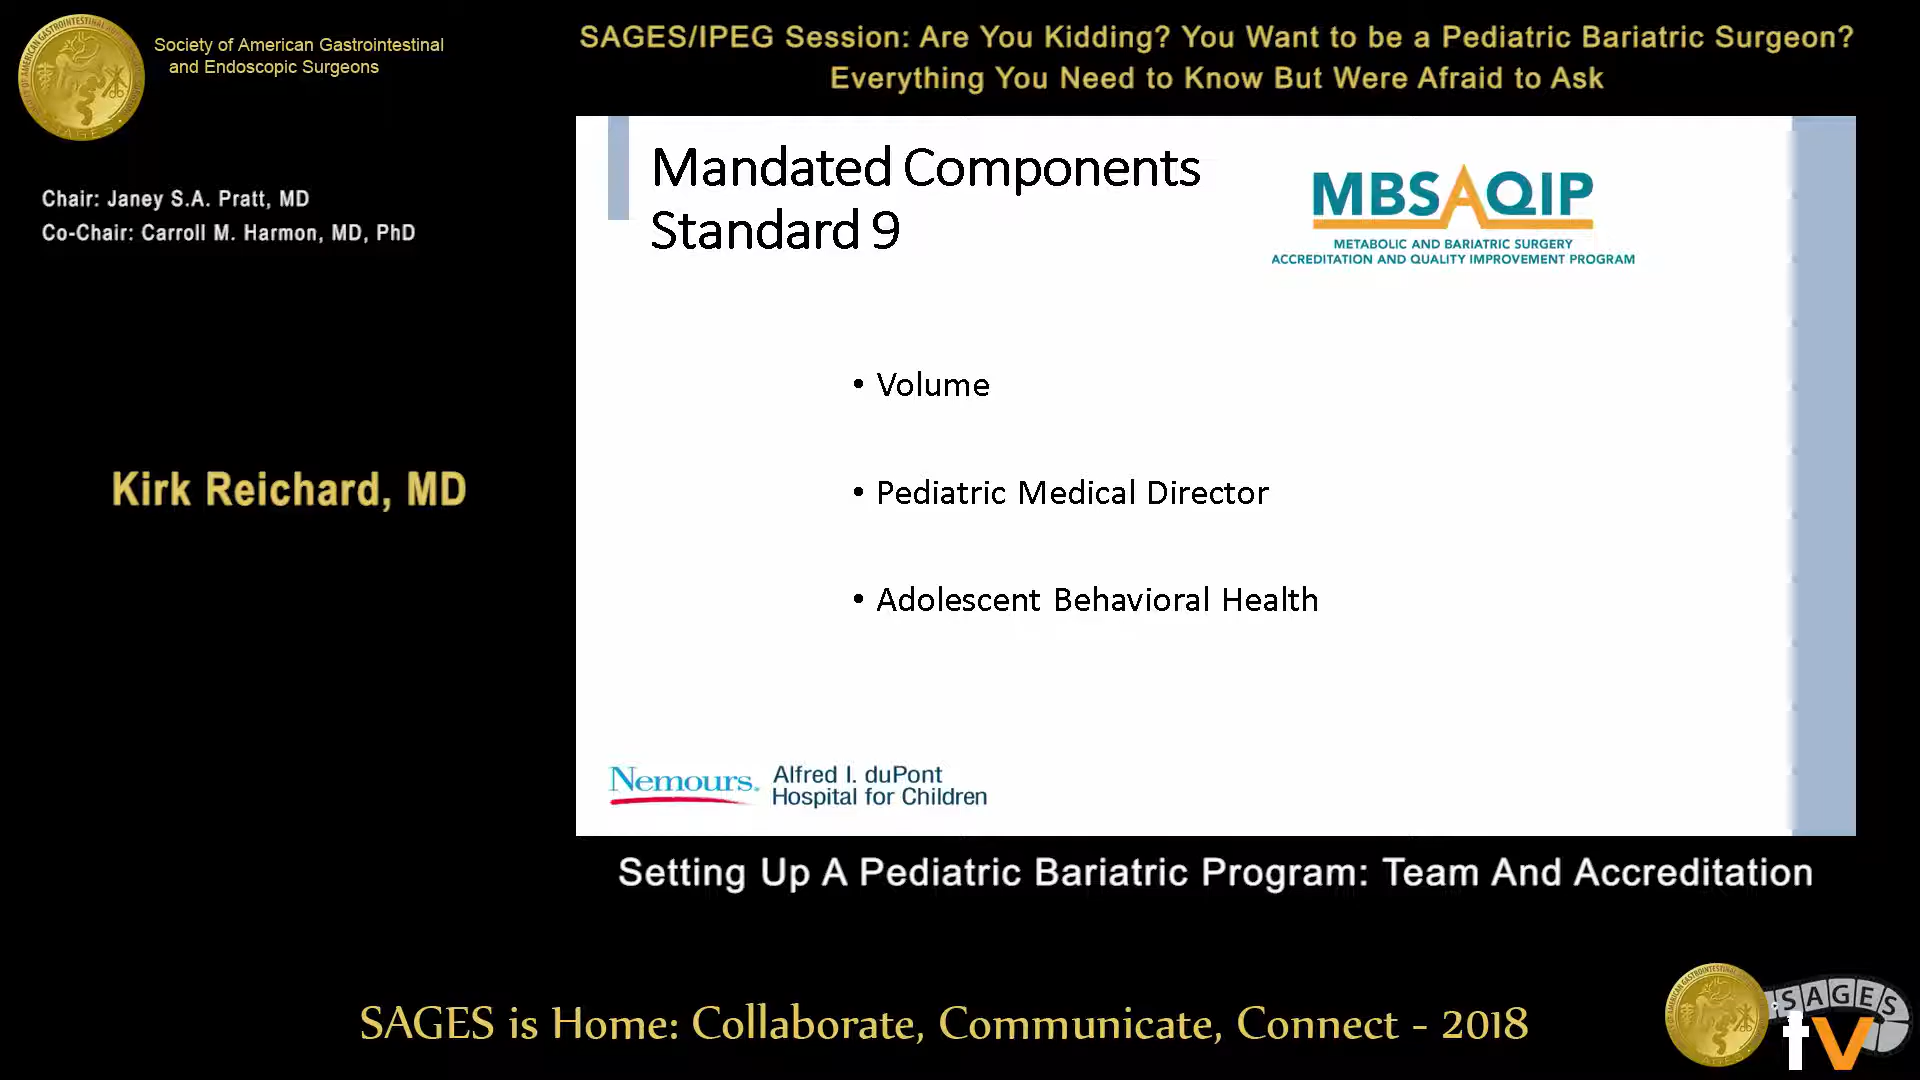 Society of American Gastrointestinal
and Endoscopic Surgeons
SAGES/IPEG Session: Are You Kidding? You Want to be a Pediatric Bariatric Surgeon?
Everything You Need to Know But Were Afraid to Ask
Chair: Janey S.A. Pratt, MD
Co-Chair: Carroll M. Harmon, MD, PhD
Kirk Reichard, MD
Mandated Components
Standard 9
MBSAQIP
METABOLIC AND BARIATRIC SURGERY
ACCREDITATION AND QUALITY IMPROVEMENT PROGRAM
• Volume
• Pediatric Medical Director
• Adolescent Behavioral Health
Nemours. Alfred I. duPont
Hospital for Children
Setting Up A Pediatric Bariatric Program: Team And Accreditation
SAGES is Home: Collaborate, Communicate, Connect - 2018
SAGES
tv